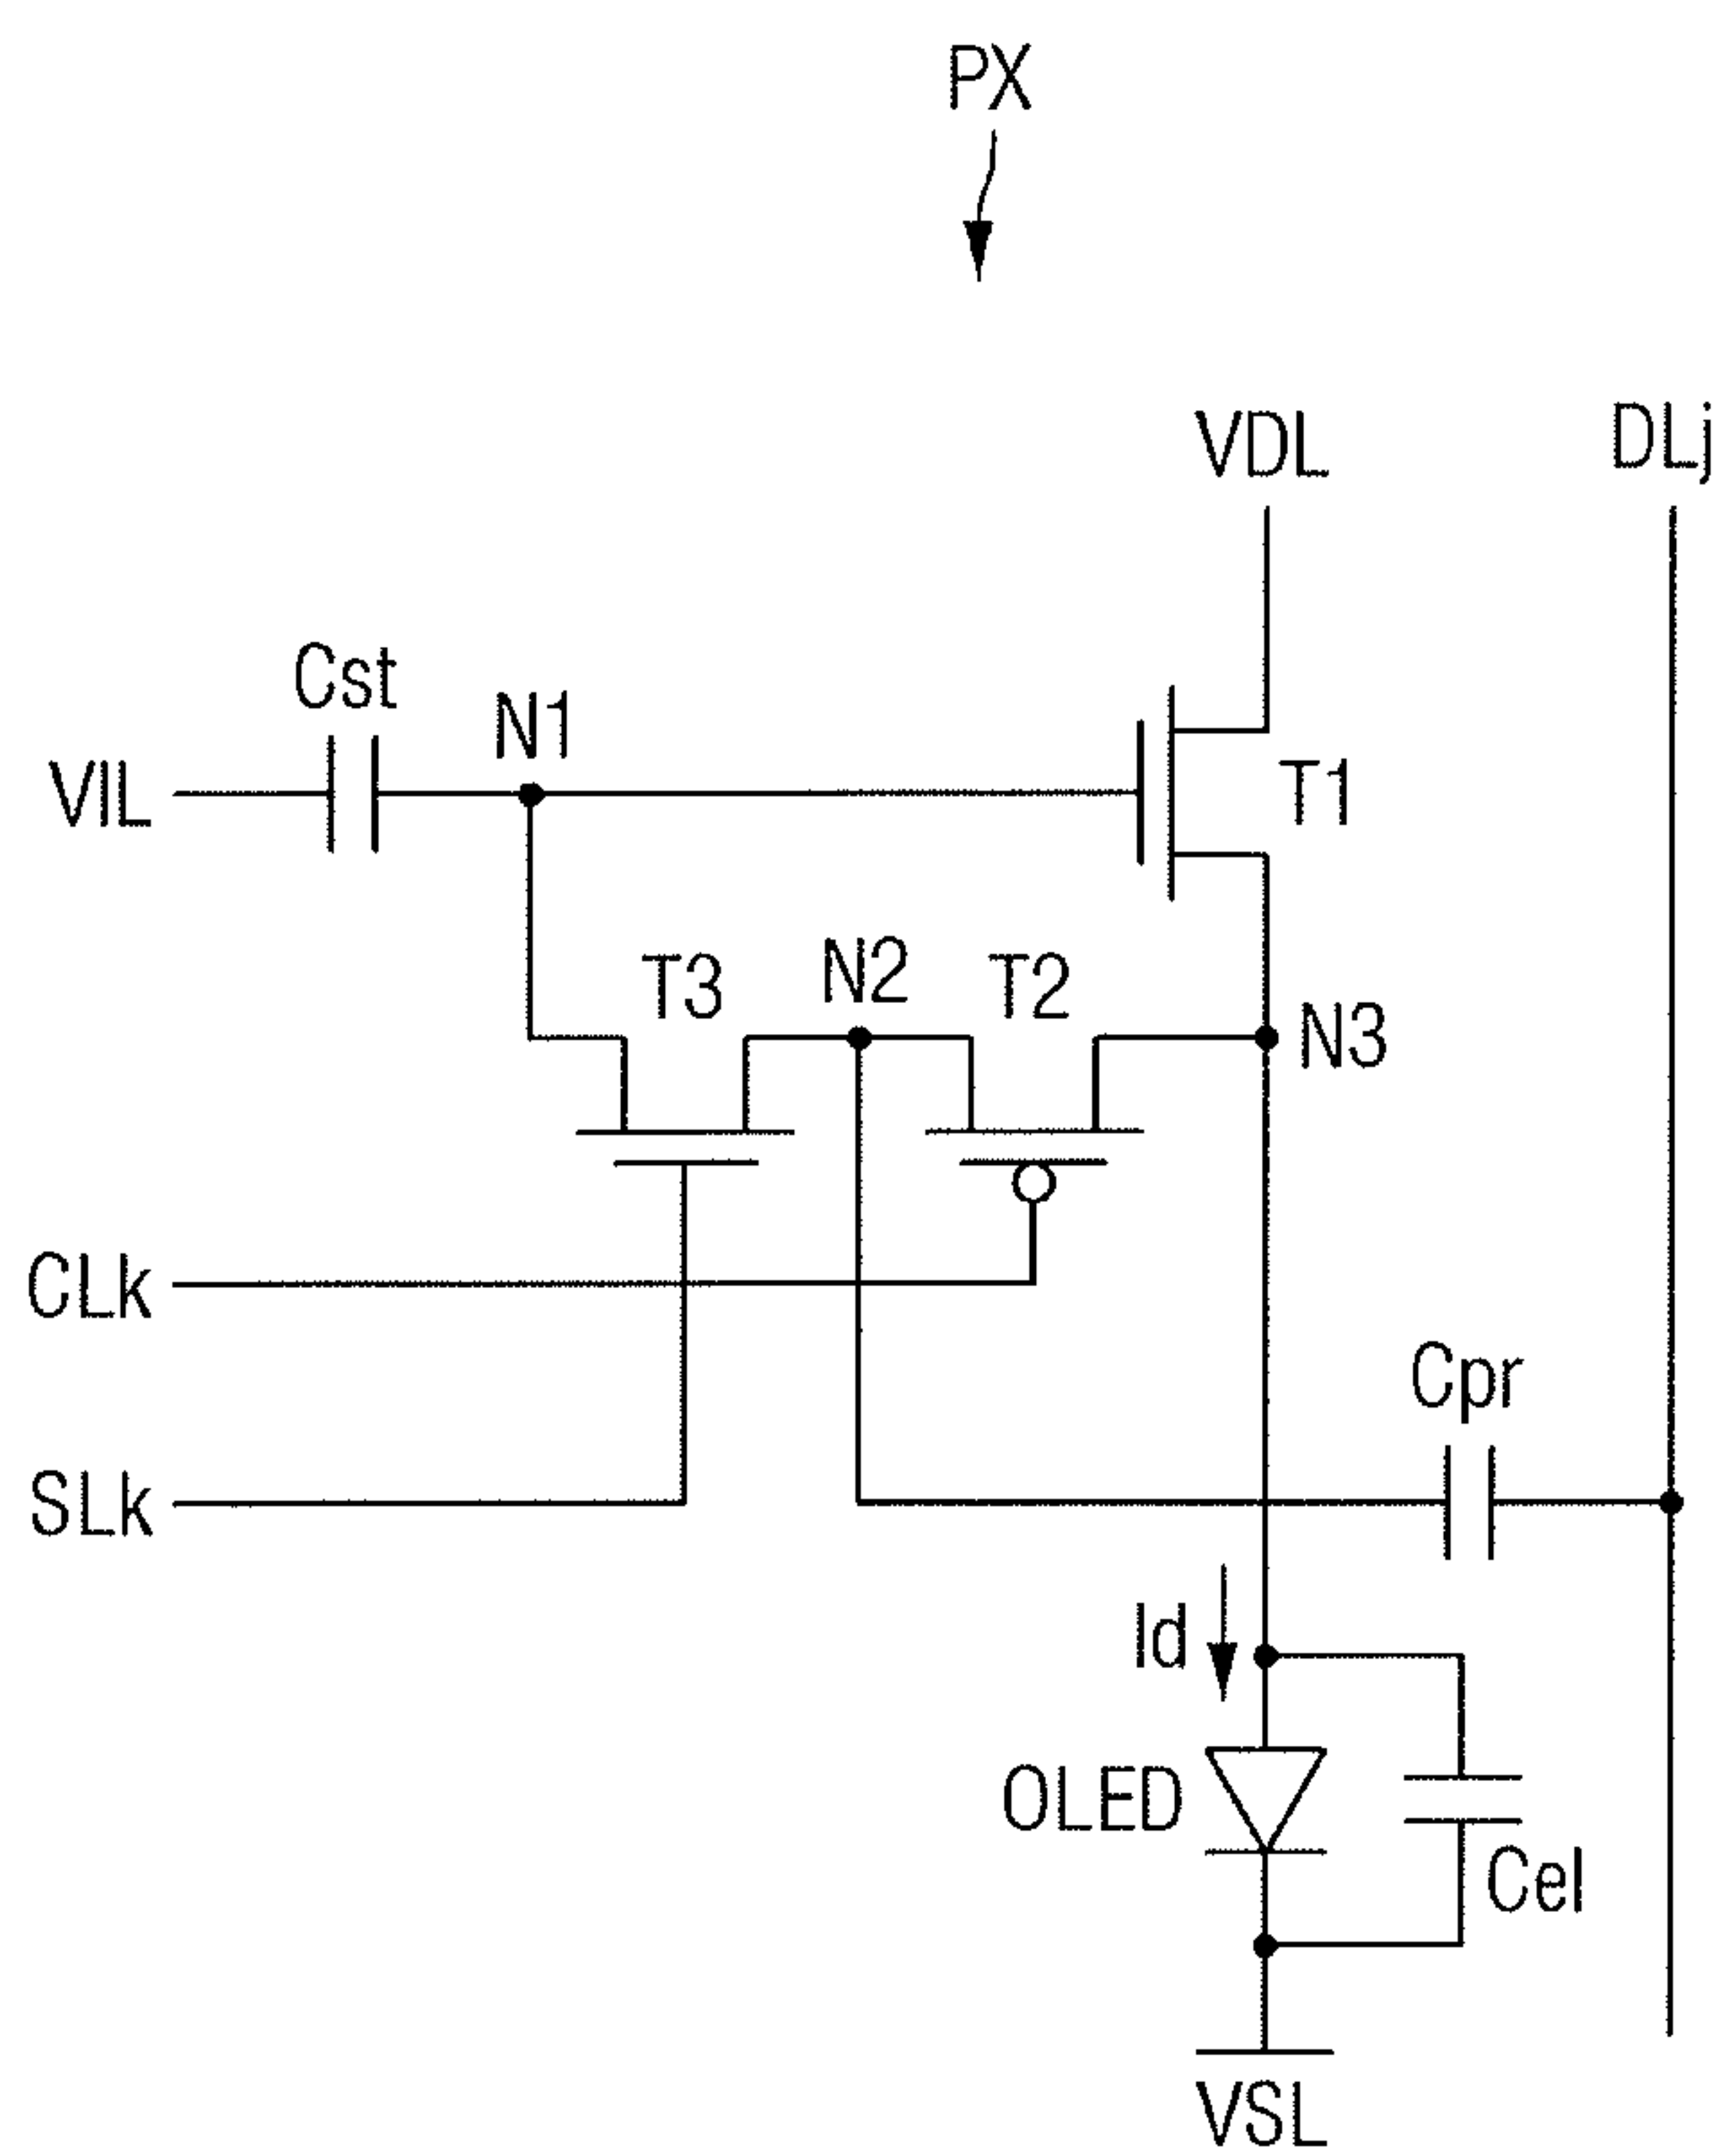 PX
VDL
DLj
Cst
N1
VIL
T1
T3
N2
T2
N3
CLk
Cpr
SLk
Id
OLED
Cel
VSL